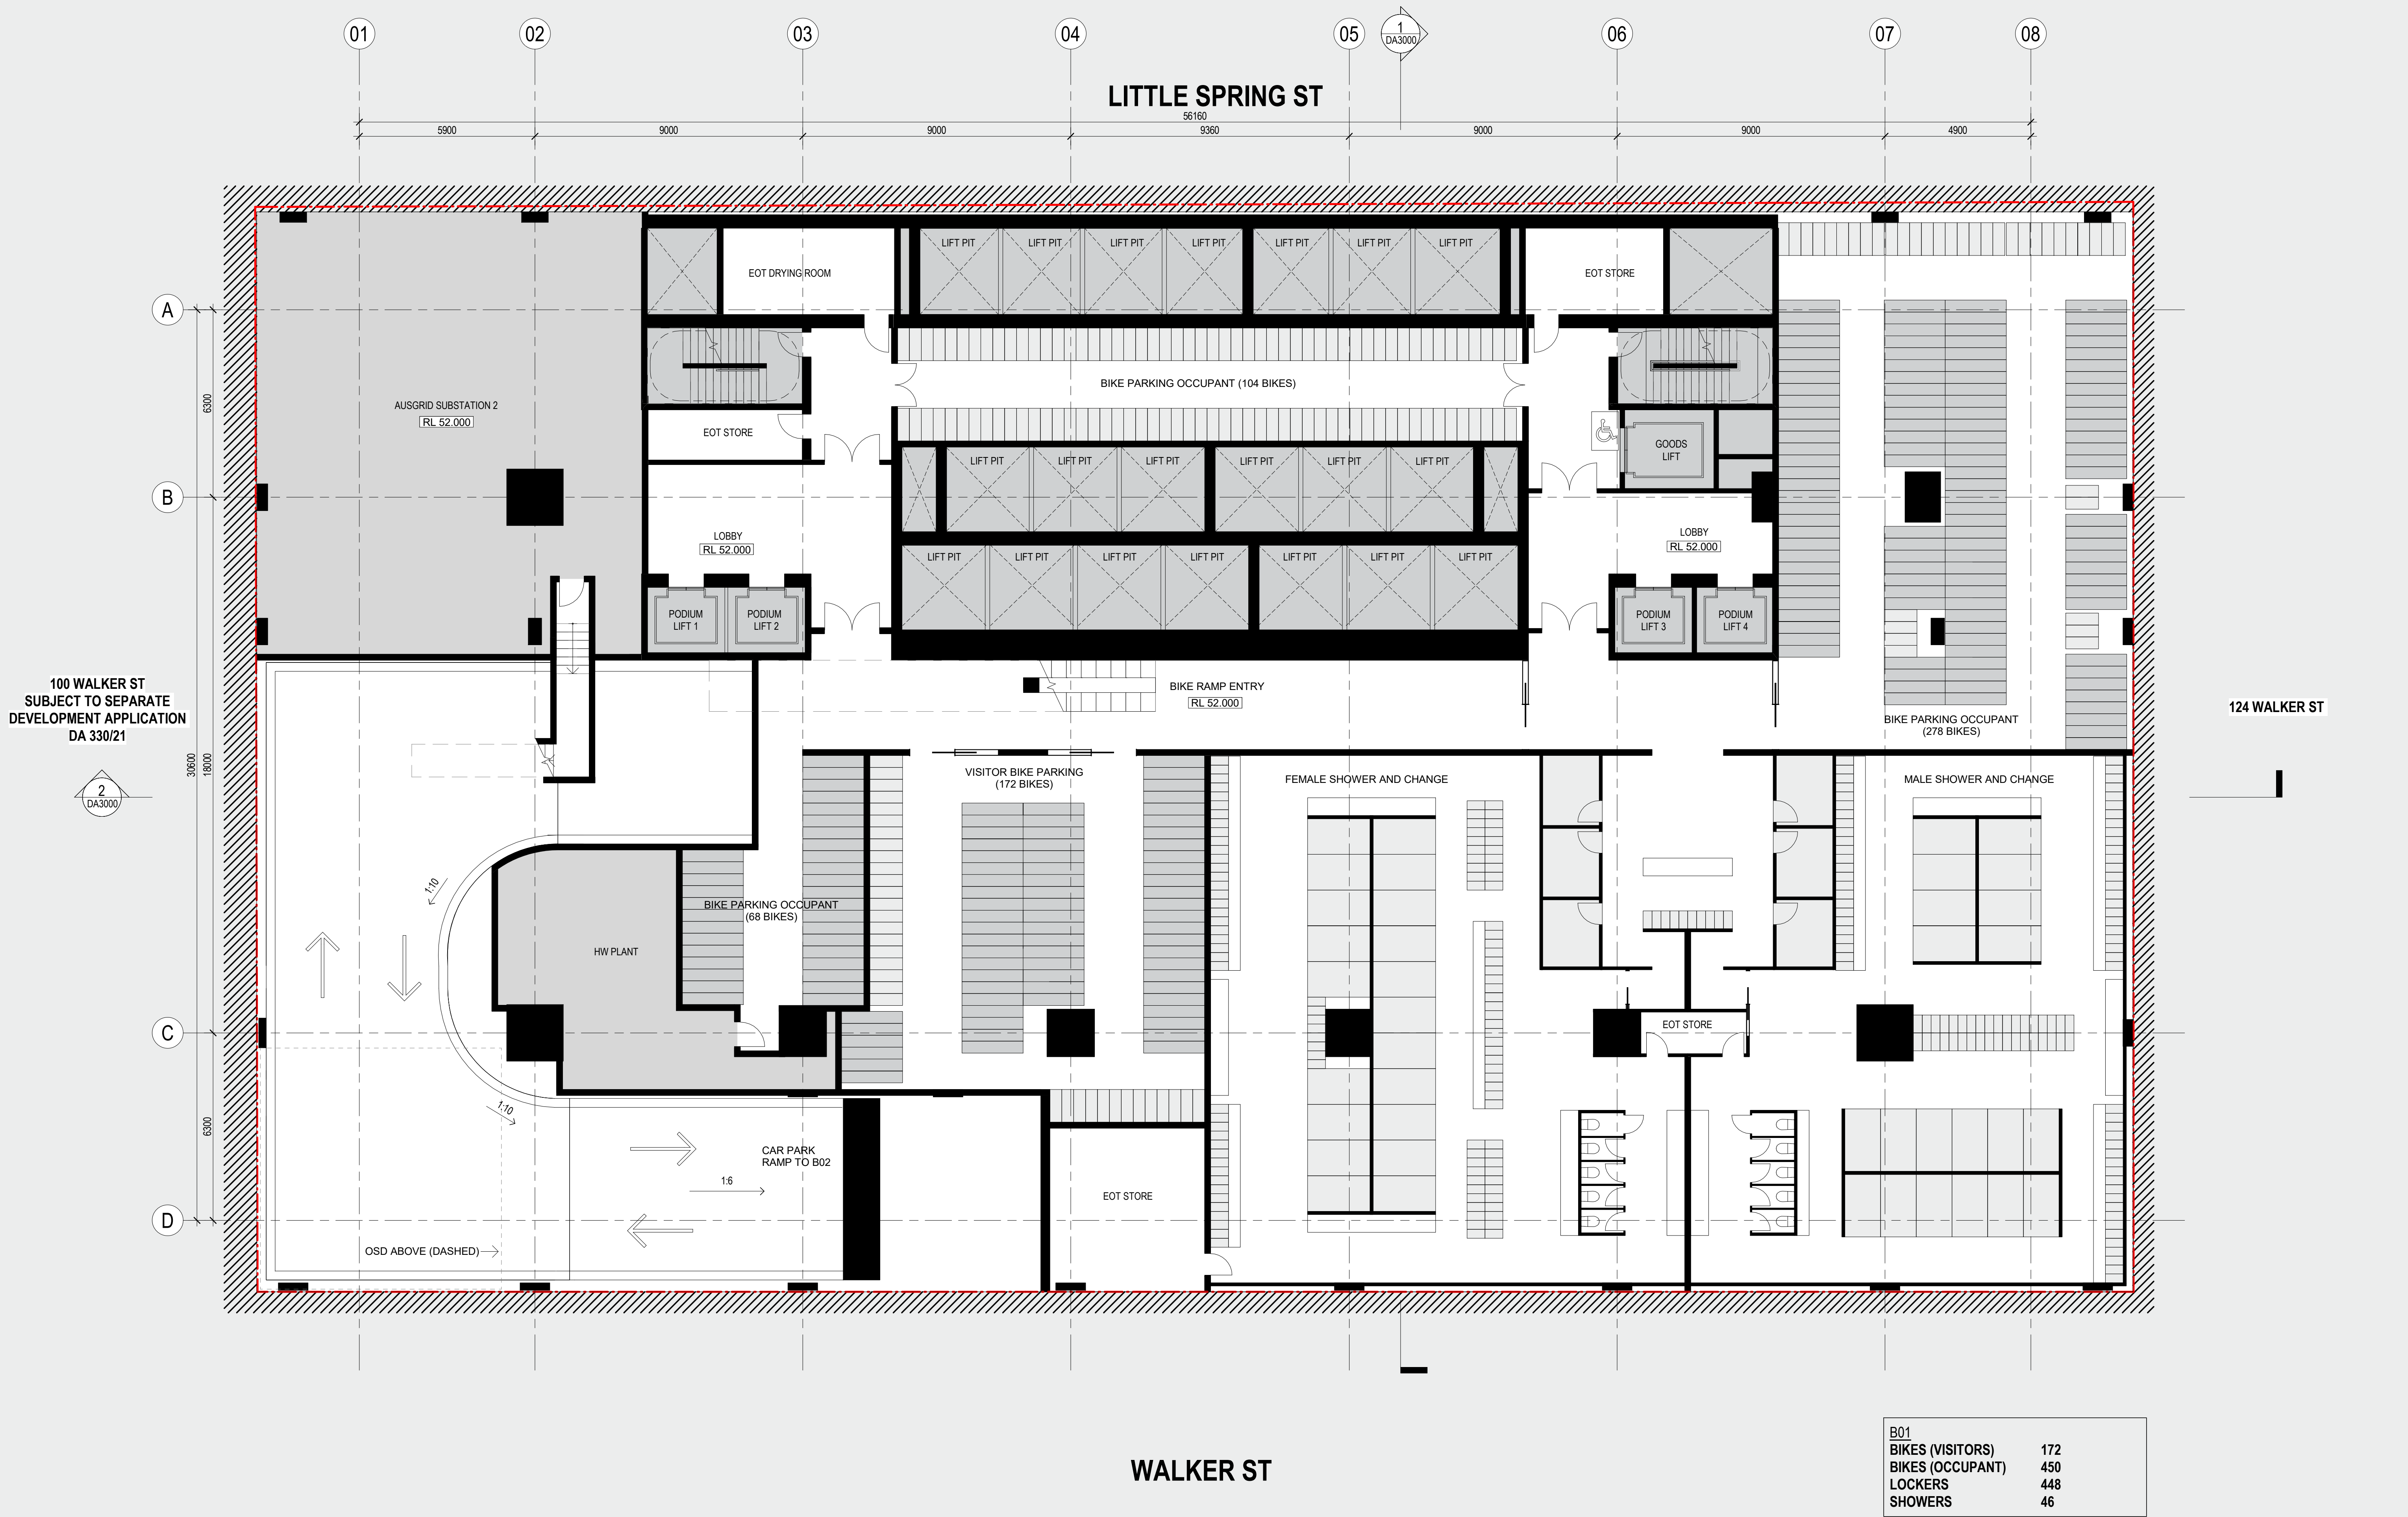 01
02
03
04
05
1
DA3000
06
07
08
LITTLE SPRING ST
56160
5900
9000
9000
9360
9000
9000
4900
LIFT PIT
LIFT PIT
LIFT PIT
LIFT PIT
LIFT PIT
LIFT PIT
LIFT PIT
EOT DRYING ROOM
EOT STORE
A
BIKE PARKING OCCUPANT (104 BIKES)
6300
AUSGRID SUBSTATION 2
RL 52.000
EOT STORE
GOODS
LIFT
LIFT PIT
LIFT PIT
LIFT PIT
LIFT PIT
LIFT PIT
LIFT PIT
B
LOBBY
RL 52.000
LOBBY
RL 52.000
LIFT PIT
LIFT PIT
LIFT PIT
LIFT PIT
LIFT PIT
LIFT PIT
LIFT PIT
PODIUM
LIFT 1
PODIUM
LIFT 2
PODIUM
LIFT 3
PODIUM
LIFT 4
100 WALKER ST
SUBJECT TO SEPARATE
DEVELOPMENT APPLICATION
DA 330/21
BIKE RAMP ENTRY
RL 52.000
124 WALKER ST
BIKE PARKING OCCUPANT
(278 BIKES)
30600
18000
2
DA3000
VISITOR BIKE PARKING
(172 BIKES)
FEMALE SHOWER AND CHANGE
MALE SHOWER AND CHANGE
1:10
BIKE PARKING OCCUPANT
(68 BIKES)
HW PLANT
C
EOT STORE
1:10
6300
CAR PARK
RAMP TO B02
1:6
EOT STORE
D
OSD ABOVE (DASHED)
WALKER ST
B01
BIKES (VISITORS) 172
BIKES (OCCUPANT) 450
LOCKERS 448
SHOWERS 46